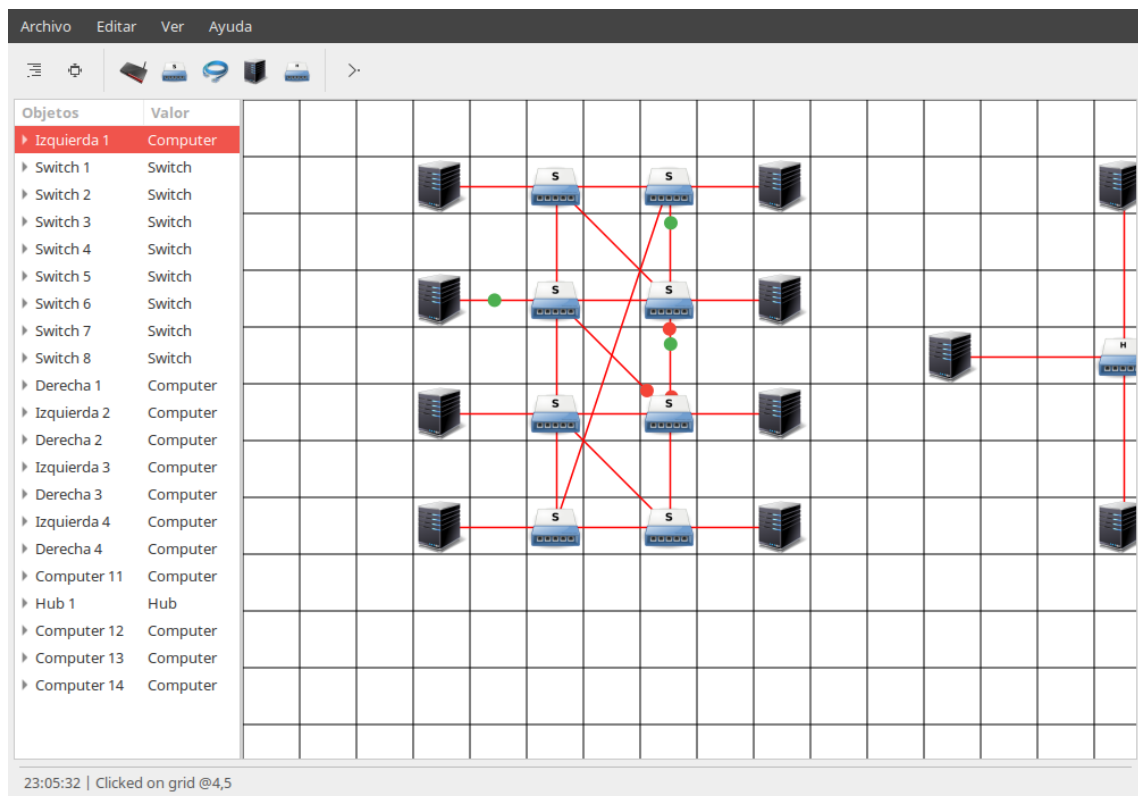 Archivo Editar Ver Ayuda
S H
Objetos Valor
Izquierda 1 Computer
Switch 1 Switch
Switch 2 Switch
Switch 3 Switch
Switch 4 Switch
Switch 5 Switch
Switch 6 Switch
Switch 7 Switch
Switch 8 Switch
Derecha 1 Computer
Izquierda 2 Computer
Derecha 2 Computer
Izquierda 3 Computer
Derecha 3 Computer
Izquierda 4 Computer
Derecha 4 Computer
Computer 11 Computer
Hub 1 Hub
Computer 12 Computer
Computer 13 Computer
Computer 14 Computer
S S
S S
H
S S
S S
23:05:32 | Clicked on grid @4,5